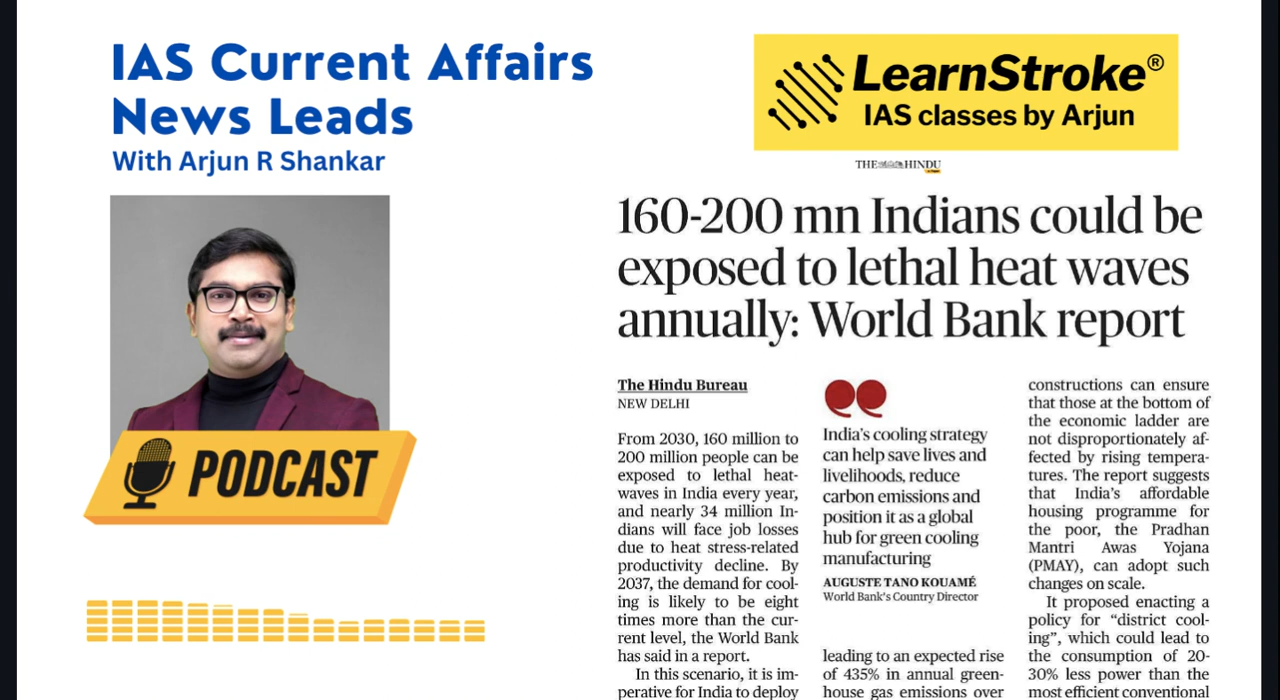 IAS Current Affairs
News Leads
With Arjun R Shankar
PODCAST
LearnStroke®
IAS classes by Arjun
THE HINDU
160-200 mn Indians could be
exposed to lethal heat waves
annually: World Bank report
The Hindu Bureau
NEW DELHI
From 2030, 160 million to
200 million people can be
exposed to lethal heat-
waves in India every year,
and nearly 34 million In-
dians will face job losses
due to heat stress-related
productivity decline. By
2037, the demand for cool-
ing is likely to be eight
times more than the cur-
rent level, the World Bank
has said in a report.
In this scenario, it is im-
perative for India to deploy
India's cooling strategy
can help save lives and
livelihoods, reduce
carbon emissions and
position it as a global
hub for green cooling
manufacturing
AUGUSTE TANO KOUAMÉ
World Bank's Country Director
leading to an expected rise
of 435% in annual green-
house gas emissions over
constructions can ensure
that those at the bottom of
the economic ladder are
not disproportionately af-
fected by rising tempera-
tures. The report suggests
that India's affordable
housing programme for
the poor, the Pradhan
Mantri Awas Yojana
(PMAY), can adopt such
changes on scale.
It proposed enacting a
policy for "district cool-
ing", which could lead to
the consumption of 20-
30% less power than the
most efficient conventional